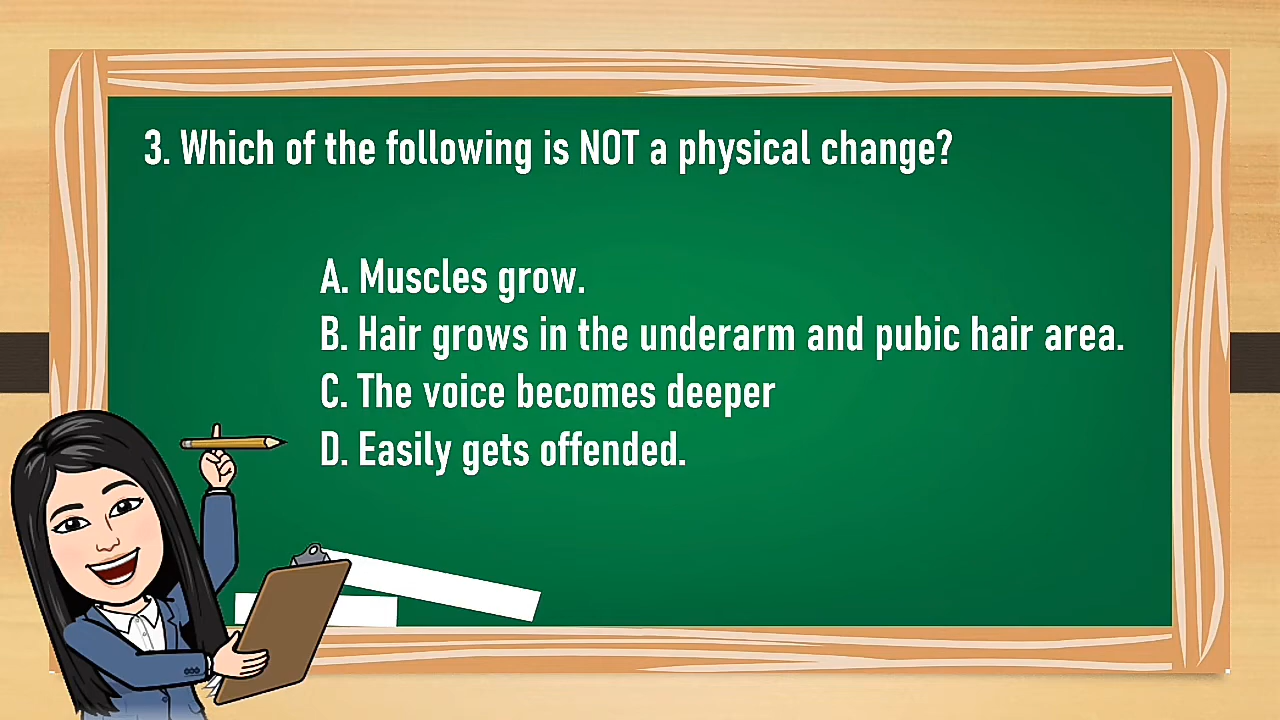 3. Which of the following is NOT a physical change?
A. Muscles grow.
B. Hair grows in the underarm and pubic hair area.
C. The voice becomes deeper
D. Easily gets offended.